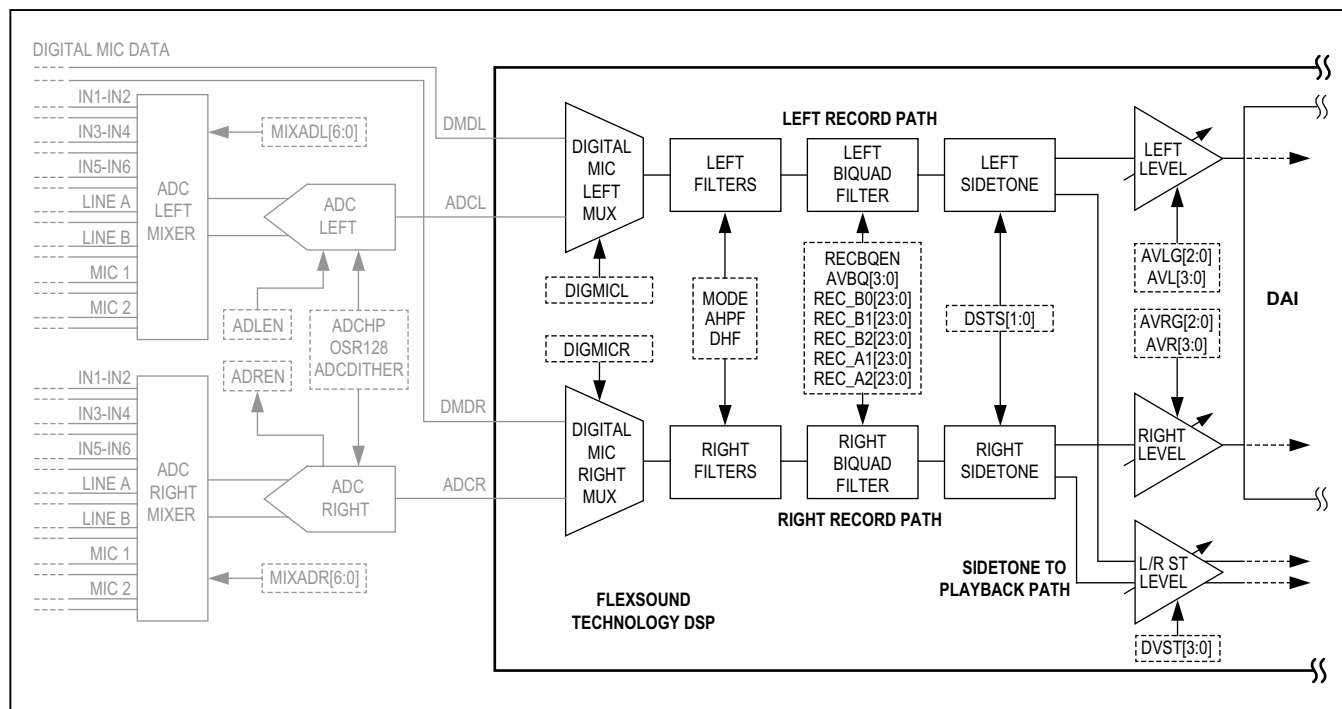 DIGITAL MIC DATA
IN1-IN2
IN3-IN4
IN5-IN6
LINE A
LINE B
MIC 1
MIC 2
ADC
LEFT
MIXER
MIXADL[6:0]
ADC
LEFT
ADLEN
ADREN
ADCHP
OSR128
ADCDITHER
IN1-IN2
IN3-IN4
IN5-IN6
LINE A
LINE B
MIC 1
MIC 2
ADC
RIGHT
MIXER
MIXADR[6:0]
ADC
RIGHT
DMDL
ADCL
DMDR
ADCR
DIGITAL
MIC
LEFT
MUX
DIGMICL
DIGMICR
DIGITAL
MIC
RIGHT
MUX
LEFT RECORD PATH
LEFT
FILTERS
LEFT
BIQUAD
FILTER
LEFT
SIDETONE
LEFT
LEVEL
MODE
AHPF
DHF
RECBQEN
AVBQ[3:0]
REC_B0[23:0]
REC_B1[23:0]
REC_B2[23:0]
REC_A1[23:0]
REC_A2[23:0]
DSTS[1:0]
AVLG[2:0]
AVL[3:0]
AVRG[2:0]
AVR[3:0]
DAI
RIGHT
FILTERS
RIGHT
BIQUAD
FILTER
RIGHT
SIDETONE
RIGHT
LEVEL
RIGHT RECORD PATH
SIDETONE TO
PLAYBACK PATH
L/R ST
LEVEL
DVST[3:0]
FLEXSOUND
TECHNOLOGY DSP